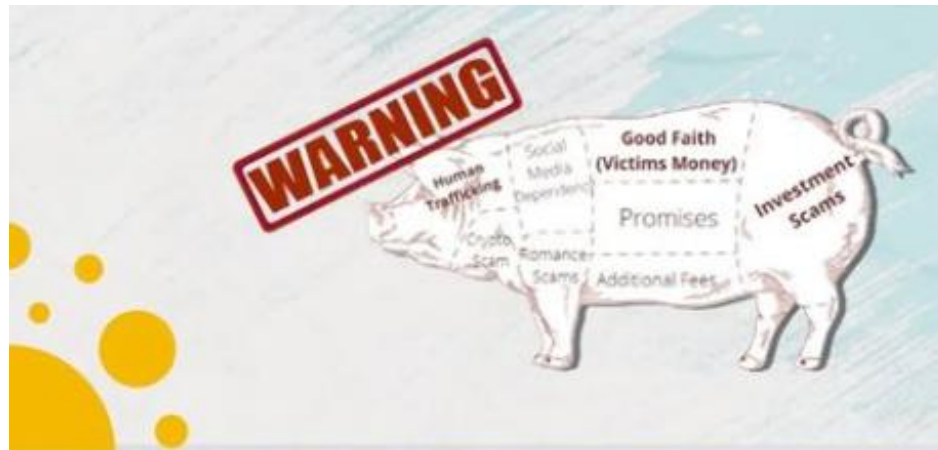 WARNING
Human
Trafficking
Crypto
Scam
Social
Media
Dependency
Romance
Scams
Good Faith
(Victims Money)
Promises
Additional Fees
Investment
Scams